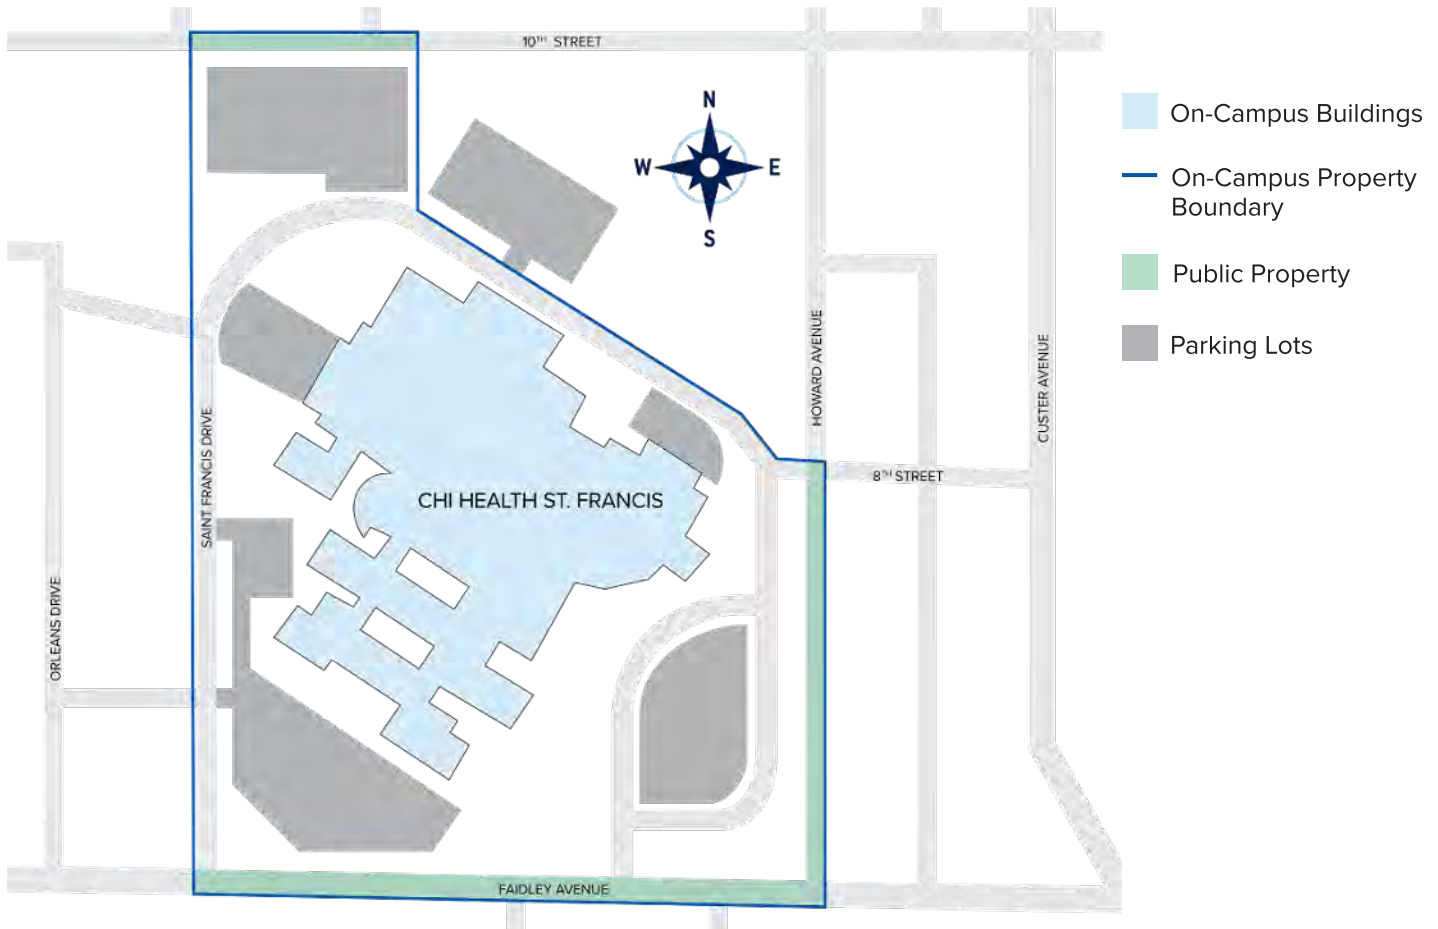 10TH STREET
N
W E
S
On-Campus Buildings
On-Campus Property
Boundary
Public Property
Parking Lots
HOWARD AVENUE
CUSTER AVENUE
SAINT FRANCIS DRIVE
8TH STREET
CHI HEALTH ST. FRANCIS
ORLEANS DRIVE
FAIDLEY AVENUE